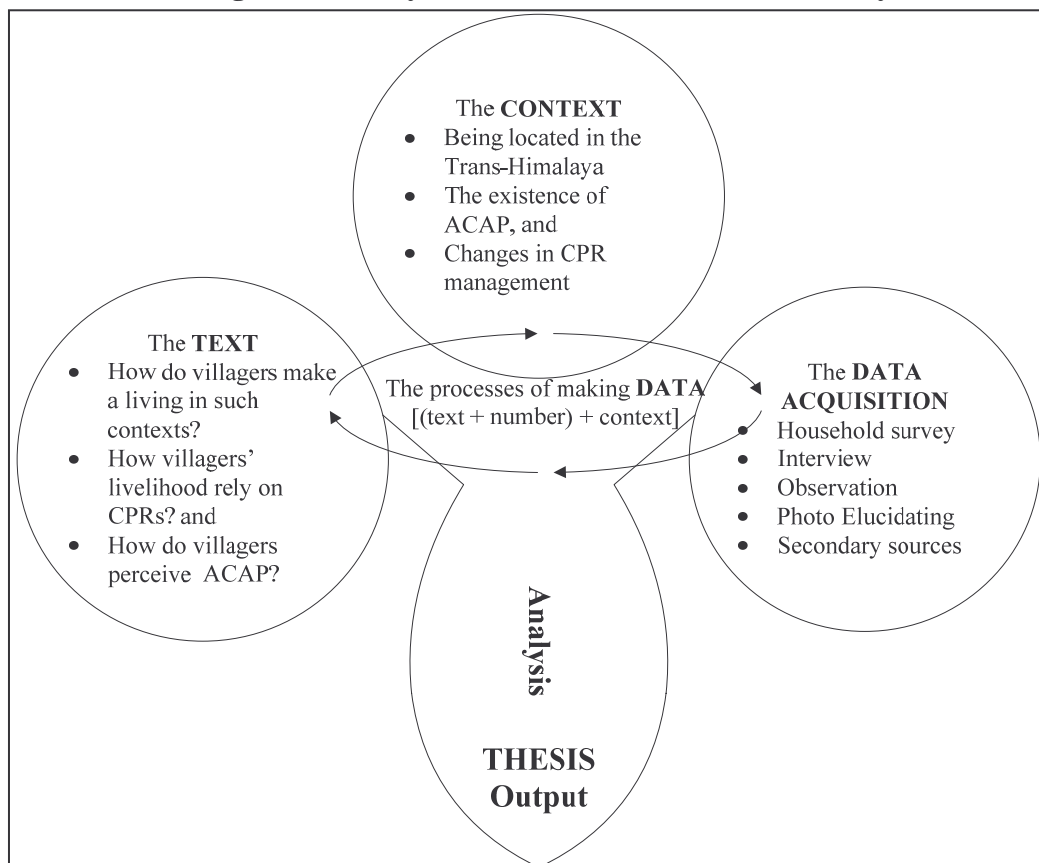 The CONTEXT
● Being located in the
Trans-Himalaya
● The existence of
ACAP, and
● Changes in CPR
management
The TEXT
● How do villagers make
a living in such
contexts?
● How villagers'
livelihood rely on
CPRs? and
● How do villagers
perceive ACAP?
The processes of making DATA
[(text + number) + context]
The DATA
ACQUISITION
● Household survey
● Interview
● Observation
● Photo Elucidating
● Secondary sources
Analysis
THESIS
Output